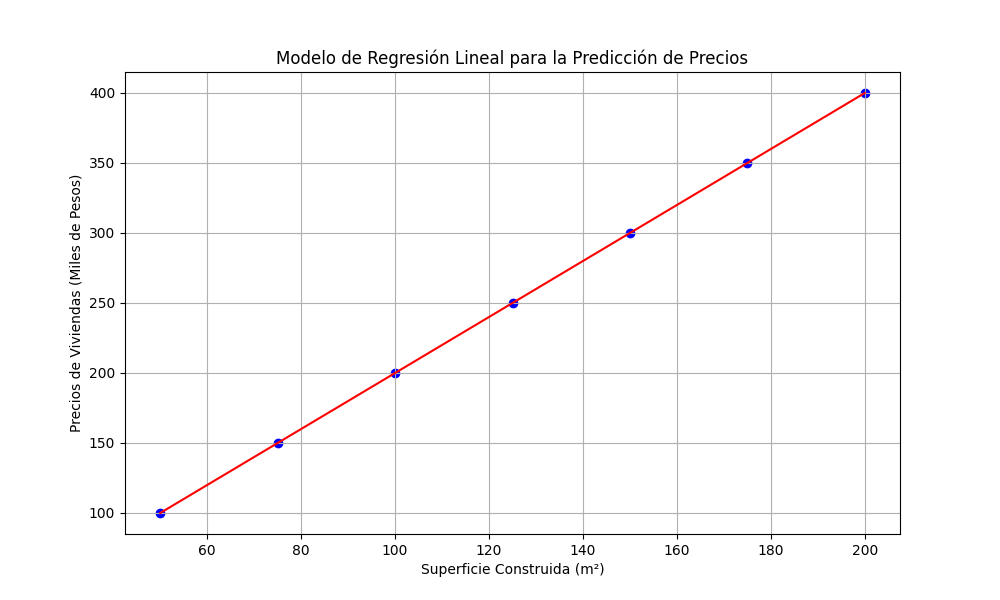 Modelo de Regresión Lineal para la Predicción de Precios
Precios de Viviendas (Miles de Pesos)
400
350
300
250
200
150
100
60 80 100 120 140 160 180 200
Superficie Construida (m²)